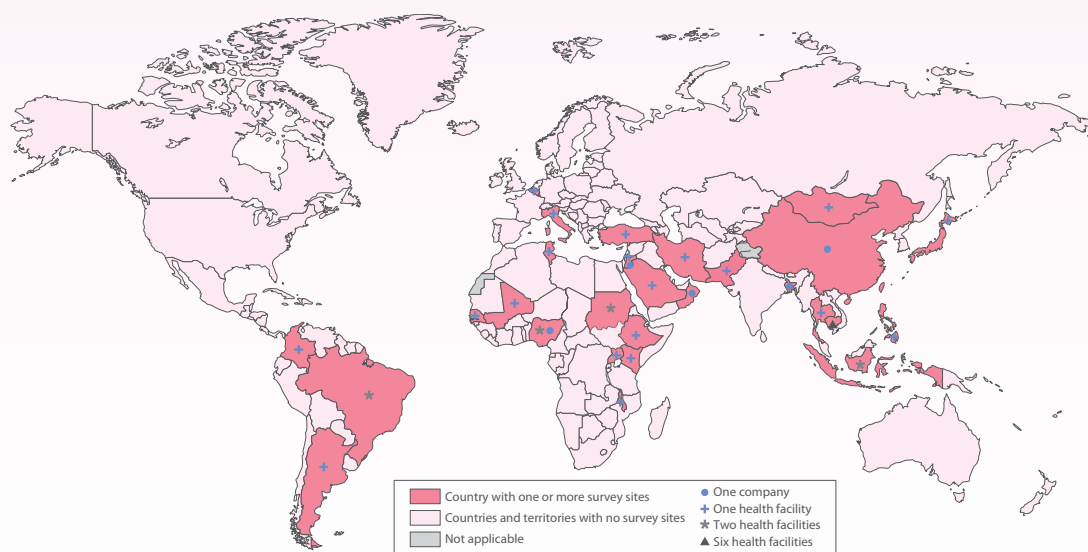 Country with one or more survey sites
Countries and territories with no survey sites
Not applicable
One company
One health facility
Two health facilities
Six health facilities